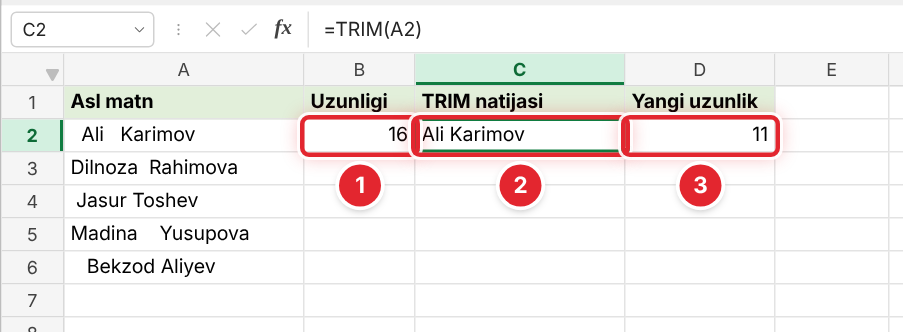 C2 fx =TRIM(A2)
A B C D E
1 Asl matn Uzunligi TRIM natijasi Yangi uzunlik
2 Ali Karimov 16 Ali Karimov 11
3 Dilnoza Rahimova 1 2 3
4 Jasur Toshev
5 Madina Yusupova
6 Bekzod Aliyev
7
8